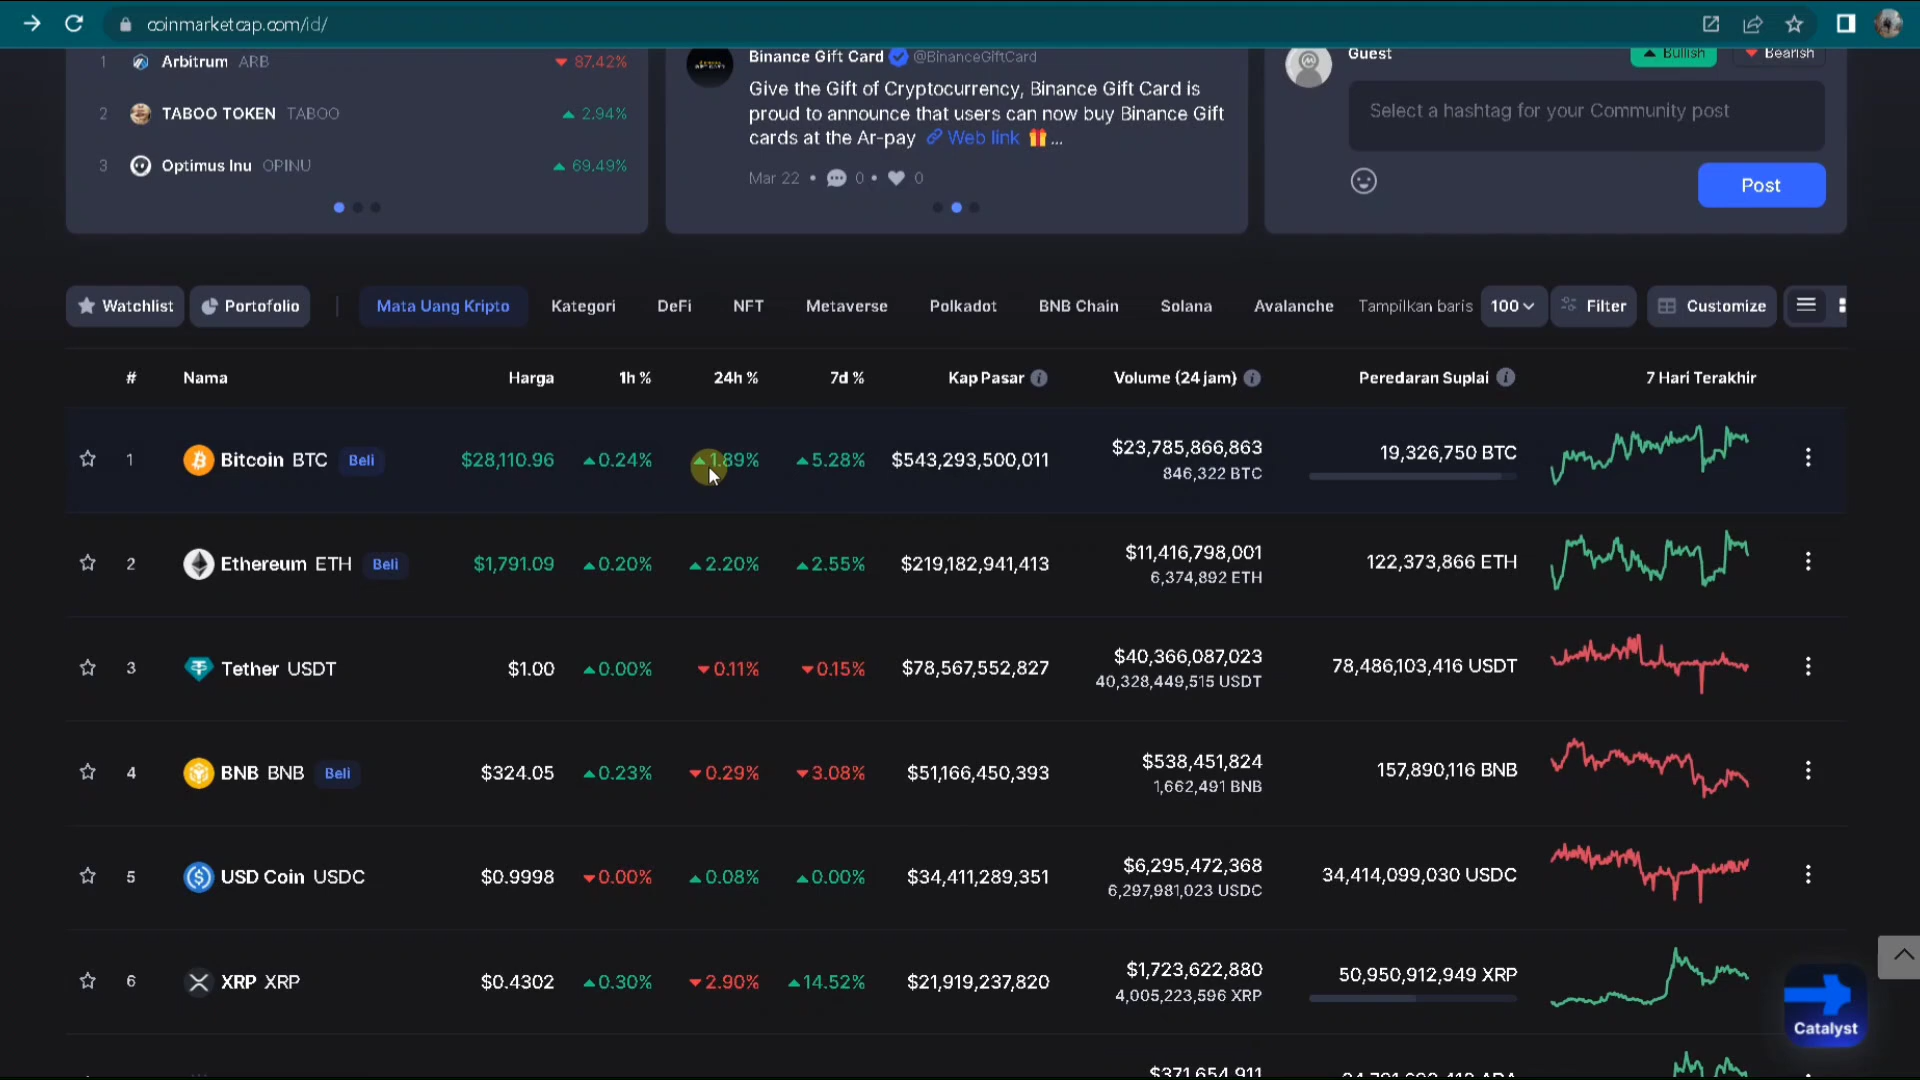 coinmarketcap.com/id/
1 Arbitrum ARB 87.42%
2 TABOO TOKEN TABOO 2.94%
3 Optimus Inu OPINU 69.49%
Binance Gift Card @BinanceGiftCard
Give the Gift of Cryptocurrency, Binance Gift Card is
proud to announce that users can now buy Binance Gift
cards at the Ar-pay Web link ...
Mar 22 • 0 • 0
Guest Bullish Bearish
Select a hashtag for your Community post
Post
Watchlist Portofolio Mata Uang Kripto Kategori DeFi NFT Metaverse Polkadot BNB Chain Solana Avalanche Tampilkan baris 100 Filter Customize
# Nama Harga 1h % 24h % 7d % Kap Pasar Volume (24 jam) Peredaran Suplai 7 Hari Terakhir
1 Bitcoin BTC Beli $28,110.96 0.24% 1.89% 5.28% $543,293,500,011 $23,785,866,863 19,326,750 BTC
846,322 BTC
2 Ethereum ETH Beli $1,791.09 0.20% 2.20% 2.55% $219,182,941,413 $11,416,798,001 122,373,866 ETH
6,374,892 ETH
3 Tether USDT $1.00 0.00% 0.11% 0.15% $78,567,552,827 $40,366,087,023 78,486,103,416 USDT
40,328,449,515 USDT
4 BNB BNB Beli $324.05 0.23% 0.29% 3.08% $51,166,450,393 $538,451,824 157,890,116 BNB
1,662,491 BNB
5 USD Coin USDC $0.9998 0.00% 0.08% 0.00% $34,411,289,351 $6,295,472,368 34,414,099,030 USDC
6,297,981,023 USDC
6 XRP XRP $0.4302 0.30% 2.90% 14.52% $21,919,237,820 $1,723,622,880 50,950,912,949 XRP
4,005,223,596 XRP
Catalyst
$371,654,911